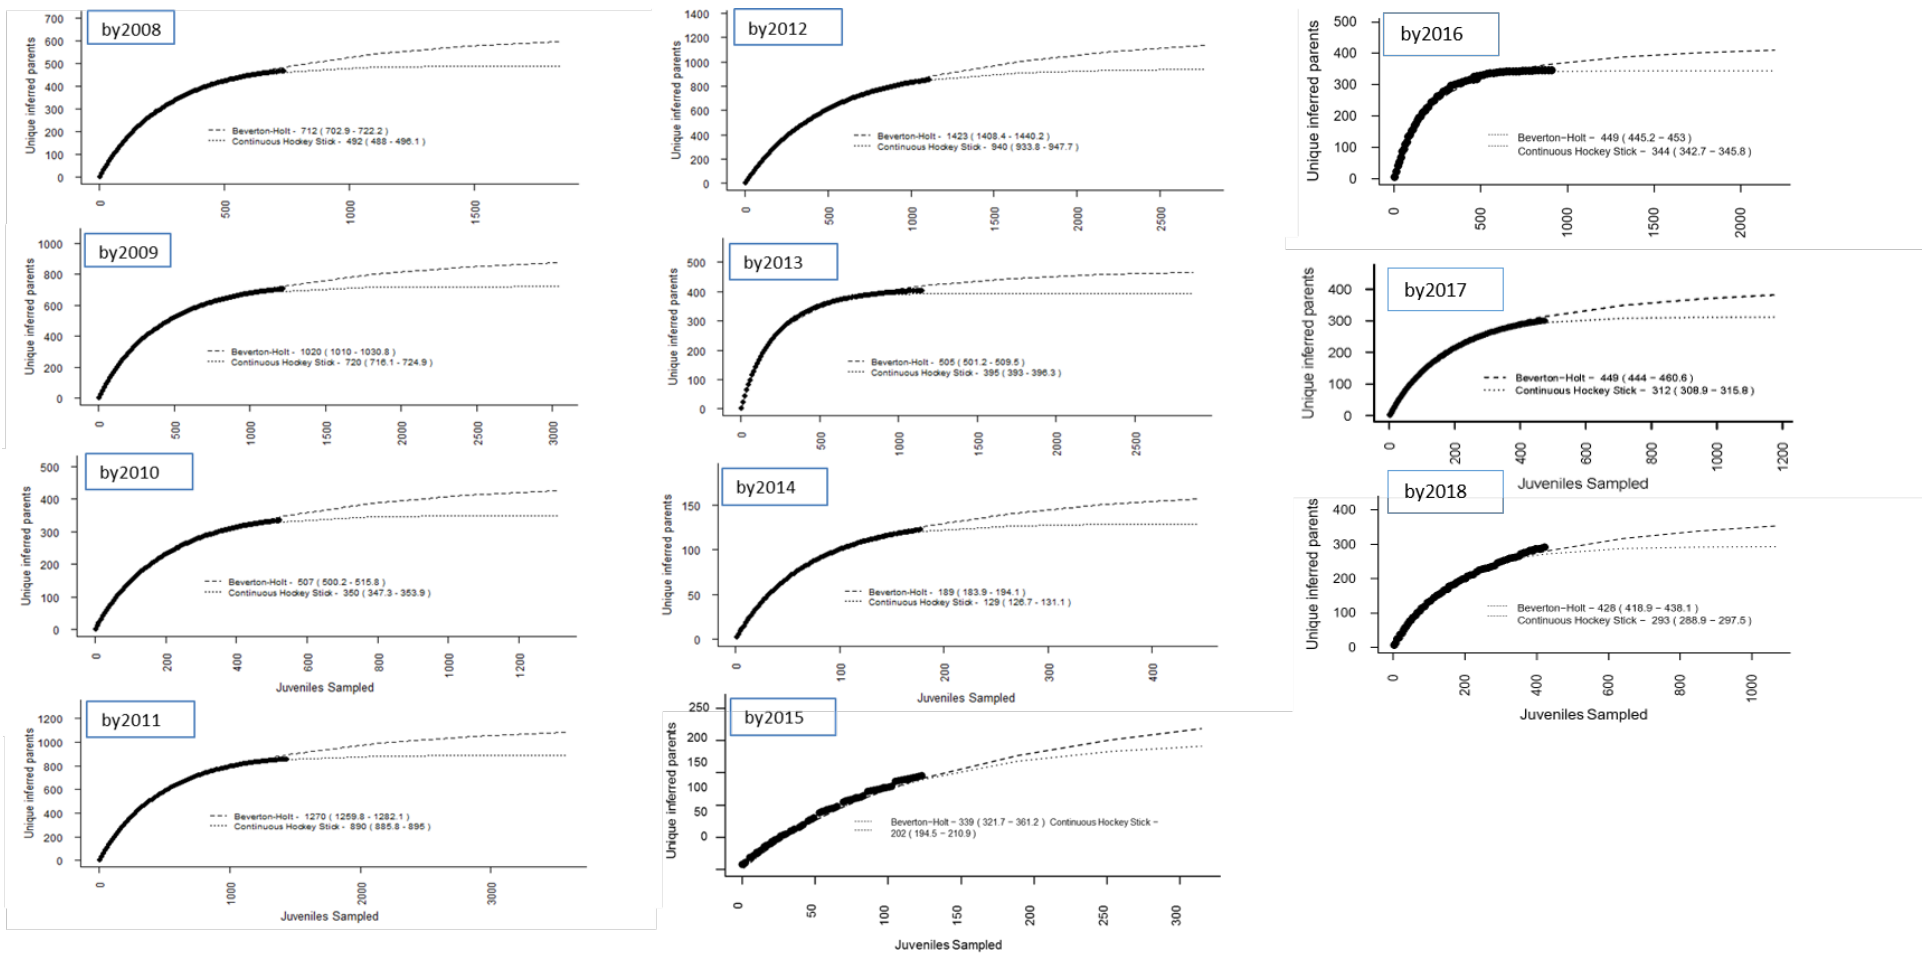 by2008
Unique inferred parents
700
600
500
400
300
200
100
0
Beverton-Holt - 712 ( 702.9 - 722.2 )
Continuous Hockey Stick - 492 ( 488 - 496.1 )
0
500
1000
1500
by2009
Unique inferred parents
1000
800
600
400
200
0
Beverton-Holt - 1020 ( 1010 - 1030.8 )
Continuous Hockey Stick - 720 ( 716.1 - 724.9 )
0
500
1000
1500
2000
2500
3000
by2010
Unique inferred parents
500
400
300
200
100
0
Beverton-Holt - 507 ( 500.2 - 515.8 )
Continuous Hockey Stick - 350 ( 347.3 - 353.9 )
0
200
400
600
800
1000
1200
Juveniles Sampled
by2011
Unique inferred parents
1200
1000
800
600
400
200
0
Beverton-Holt - 1270 ( 1259.8 - 1282.1 )
Continuous Hockey Stick - 890 ( 885.8 - 895 )
0
1000
2000
3000
Juveniles Sampled
by2012
Unique inferred parents
1400
1200
1000
800
600
400
200
0
Beverton-Holt - 1423 ( 1408.4 - 1440.2 )
Continuous Hockey Stick - 940 ( 933.8 - 947.7 )
0
500
1000
1500
2000
2500
by2013
Unique inferred parents
500
400
300
200
100
0
Beverton-Holt - 505 ( 501.2 - 509.5 )
Continuous Hockey Stick - 395 ( 393 - 396.3 )
0
500
1000
1500
2000
2500
by2014
Unique inferred parents
150
100
50
0
Beverton-Holt - 189 ( 183.9 - 194.1 )
Continuous Hockey Stick - 129 ( 126.7 - 131.1 )
0
100
200
300
400
Juveniles Sampled
by2015
Unique inferred parents
250
200
150
100
50
0
Beverton-Holt - 339 ( 321.7 - 361.2 ) Continuous Hockey Stick -
202 ( 194.5 - 210.9 )
0
50
100
150
200
250
300
Juveniles Sampled
by2016
Unique inferred parents
500
400
300
200
100
0
Beverton-Holt - 449 ( 445.2 - 453 )
Continuous Hockey Stick - 344 ( 342.7 - 345.8 )
0
500
1000
1500
2000
by2017
Unique inferred parents
400
300
200
100
0
Beverton-Holt - 449 ( 444 - 460.6 )
Continuous Hockey Stick - 312 ( 308.9 - 315.8 )
0
200
400
600
800
1000
1200
Juveniles Sampled
by2018
Unique inferred parents
400
300
200
100
0
Beverton-Holt - 428 ( 418.9 - 438.1 )
Continuous Hockey Stick - 293 ( 288.9 - 297.5 )
0
200
400
600
800
1000
Juveniles Sampled